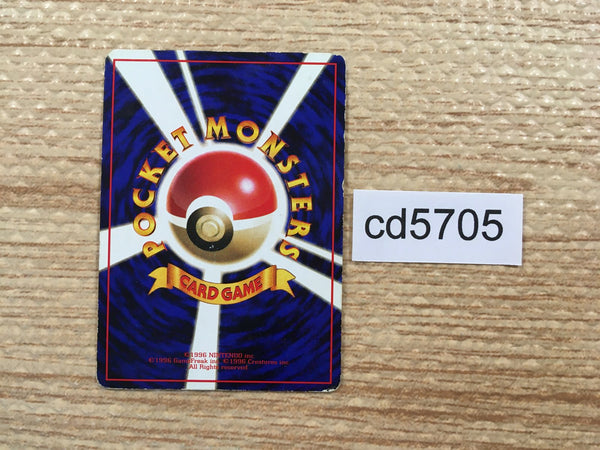 POCKET MONSTERS
CARD GAME
©1996 NINTENDO inc
©1996 GameFreak inc ©1996 Creatures inc
All Rights reserved
cd5705